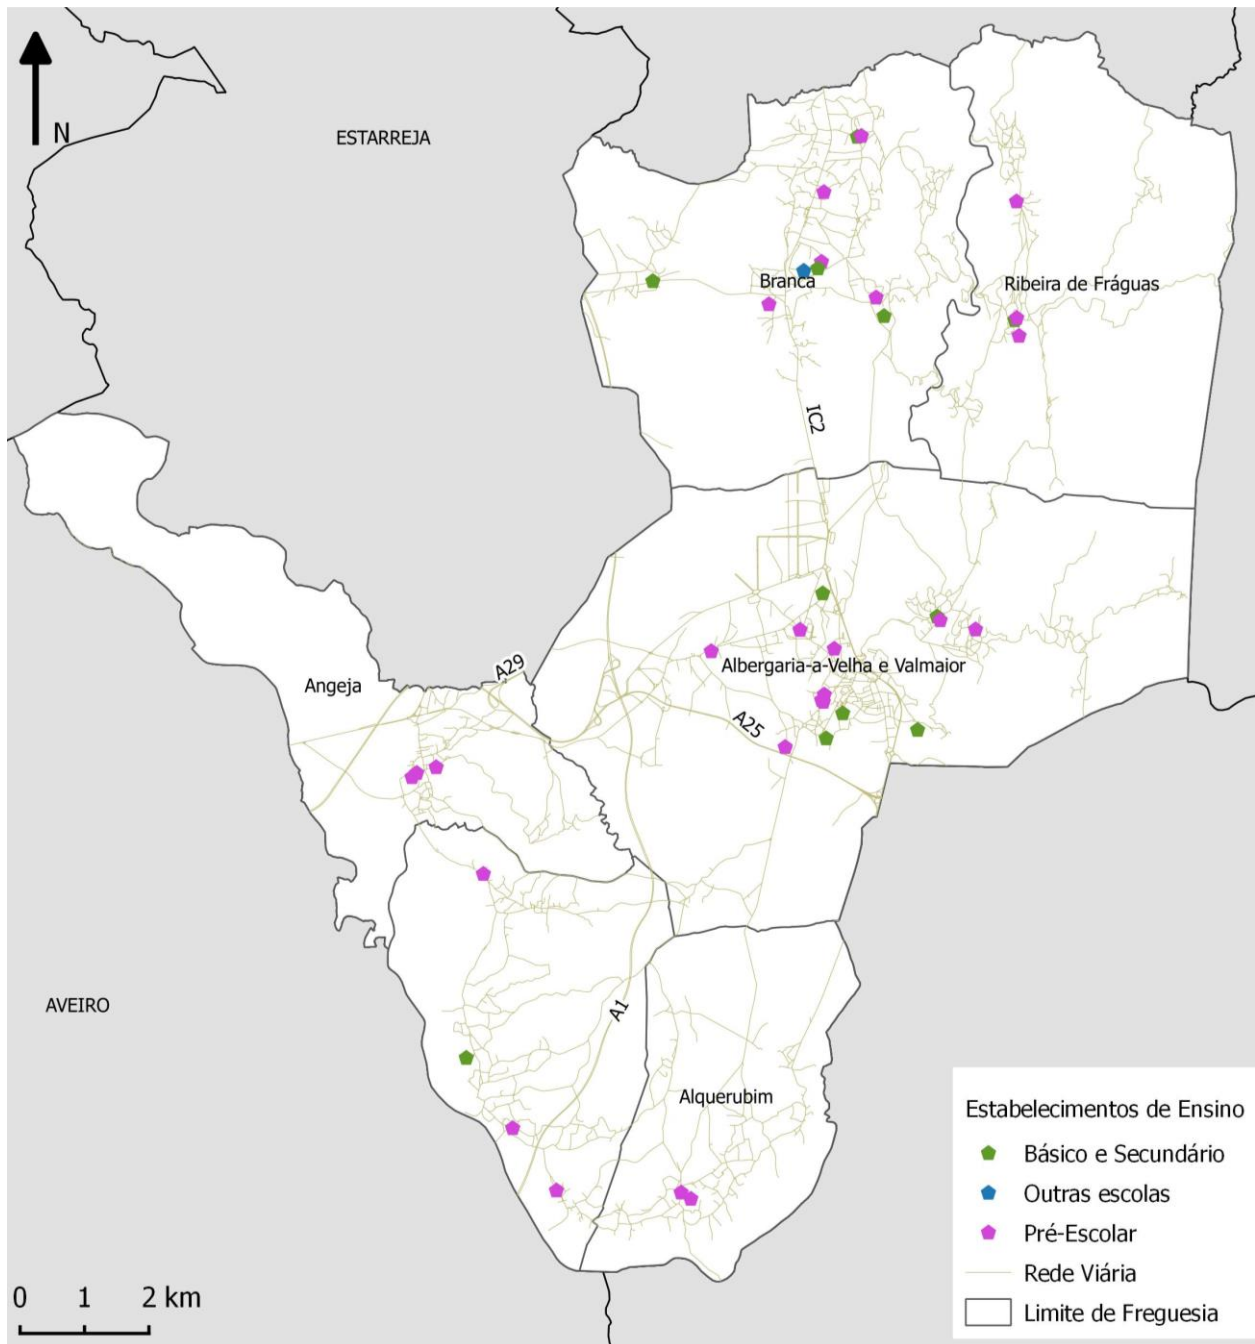 N
ESTARREJA
Branca
Ribeira de Fráguas
IC2
A29
Albergaria-a-Velha e Valmaior
Angeja
A25
AVEIRO
A1
Alquerubim
Estabelecimentos de Ensino
Básico e Secundário
Outras escolas
Pré-Escolar
Rede Viária
Limite de Freguesia
0 1 2 km